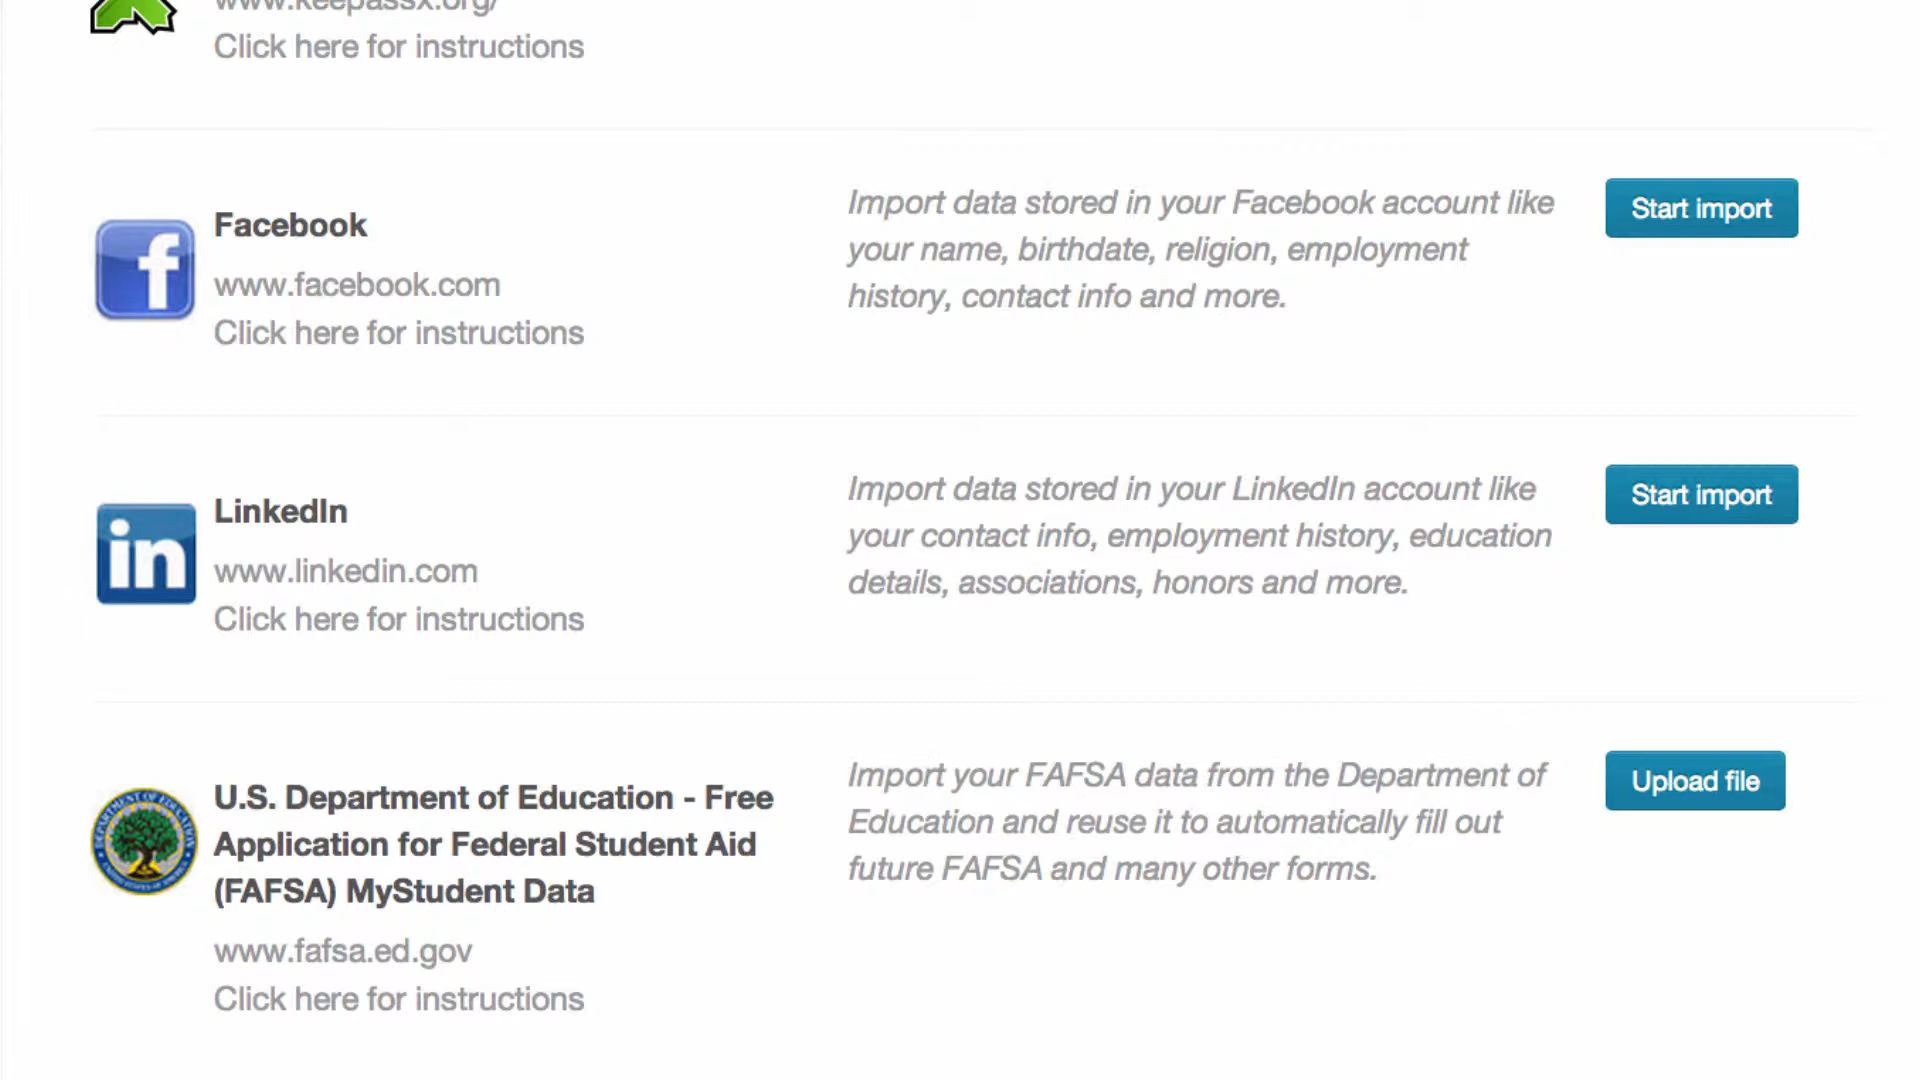 www.keepassx.org/
Click here for instructions
Facebook
www.facebook.com
Click here for instructions
Import data stored in your Facebook account like
your name, birthdate, religion, employment
history, contact info and more.
Start import
LinkedIn
www.linkedin.com
Click here for instructions
Import data stored in your LinkedIn account like
your contact info, employment history, education
details, associations, honors and more.
Start import
U.S. Department of Education - Free
Application for Federal Student Aid
(FAFSA) MyStudent Data
www.fafsa.ed.gov
Click here for instructions
Import your FAFSA data from the Department of
Education and reuse it to automatically fill out
future FAFSA and many other forms.
Upload file